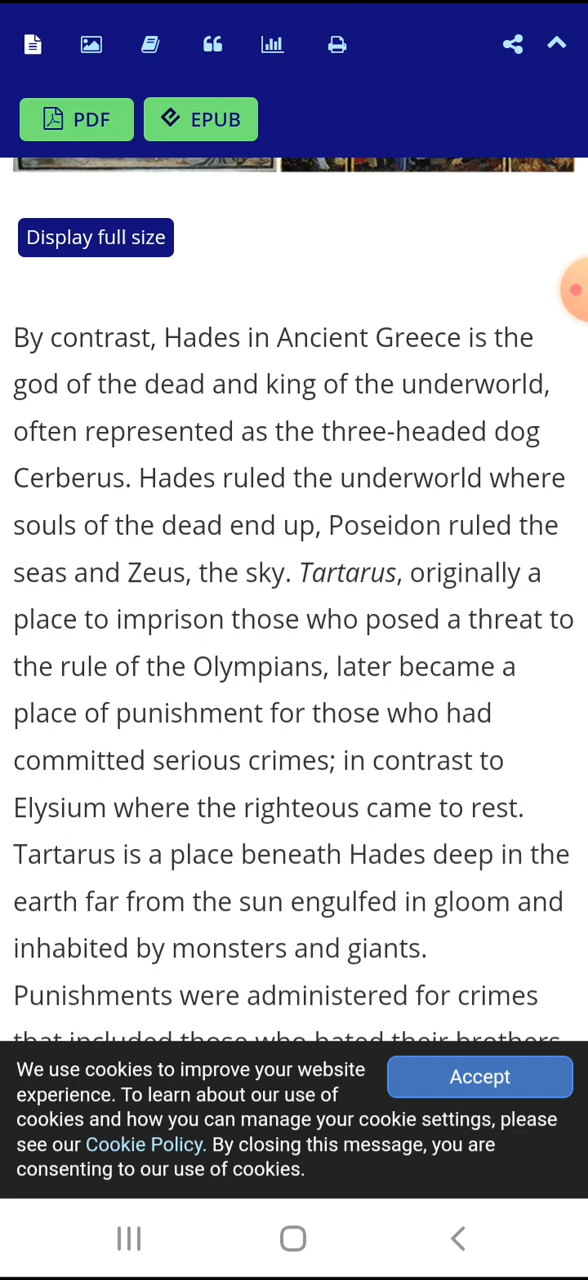 PDF
EPUB
Display full size
By contrast, Hades in Ancient Greece is the
god of the dead and king of the underworld,
often represented as the three-headed dog
Cerberus. Hades ruled the underworld where
souls of the dead end up, Poseidon ruled the
seas and Zeus, the sky. Tartarus, originally a
place to imprison those who posed a threat to
the rule of the Olympians, later became a
place of punishment for those who had
committed serious crimes; in contrast to
Elysium where the righteous came to rest.
Tartarus is a place beneath Hades deep in the
earth far from the sun engulfed in gloom and
inhabited by monsters and giants.
Punishments were administered for crimes
that included those who hated their brothers
We use cookies to improve your website
experience. To learn about our use of
cookies and how you can manage your cookie settings, please
see our Cookie Policy. By closing this message, you are
consenting to our use of cookies.
Accept